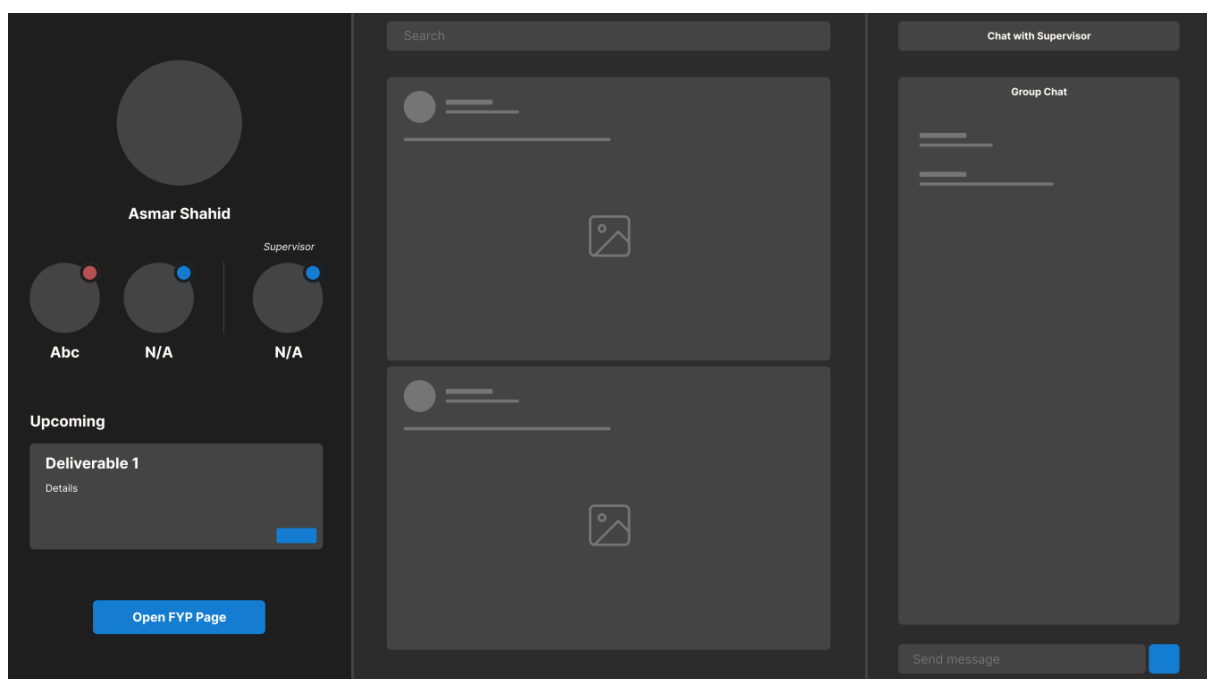 Asmar Shahid
Supervisor
Abc
N/A
N/A
Upcoming
Deliverable 1
Details
Open FYP Page
Search
Chat with Supervisor
Group Chat
Send message